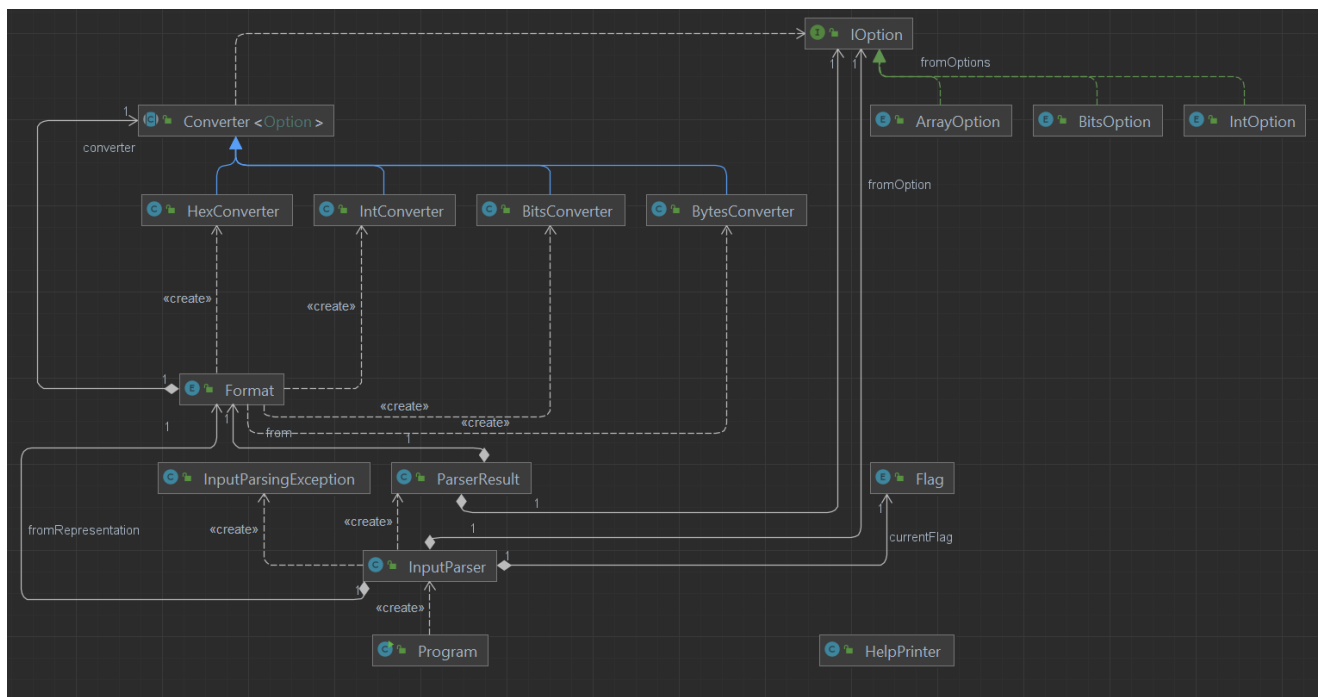 I IOption
1 1
fromOptions
1
C Converter <Option>
E ArrayOption
E BitsOption
E IntOption
converter
fromOption
C HexConverter
C IntConverter
C BitsConverter
C BytesConverter
«create»
«create»
1
E Format
«create»
«create»
1
1
from
1
C InputParsingException
C ParserResult
E Flag
1
1
«create»
1
fromRepresentation
«create»
currentFlag
1
C InputParser
1
«create»
C Program
C HelpPrinter